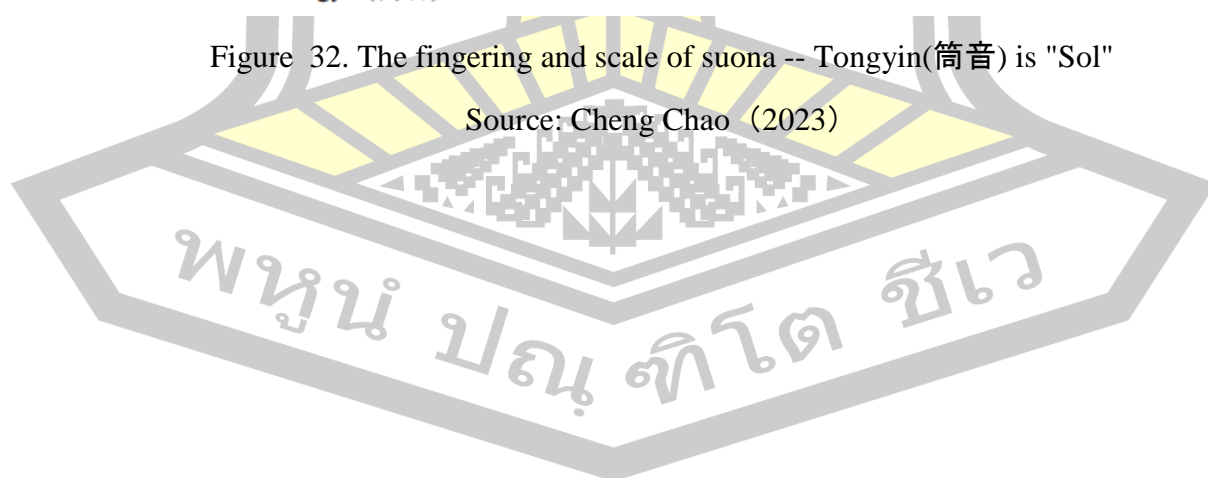 Figure 32. The fingering and scale of suona -- Tongyin(筒音) is "Sol"
Source: Cheng Chao（2023）
พหูนํ ปณฺฑิโต ชีเว